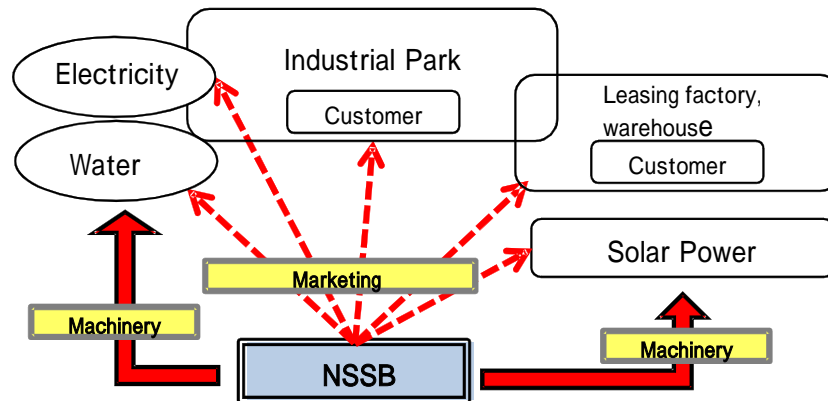 Electricity
Industrial Park
Customer
Leasing factory,
warehouse
Customer
Water
Solar Power
Marketing
Machinery
Machinery
NSSB